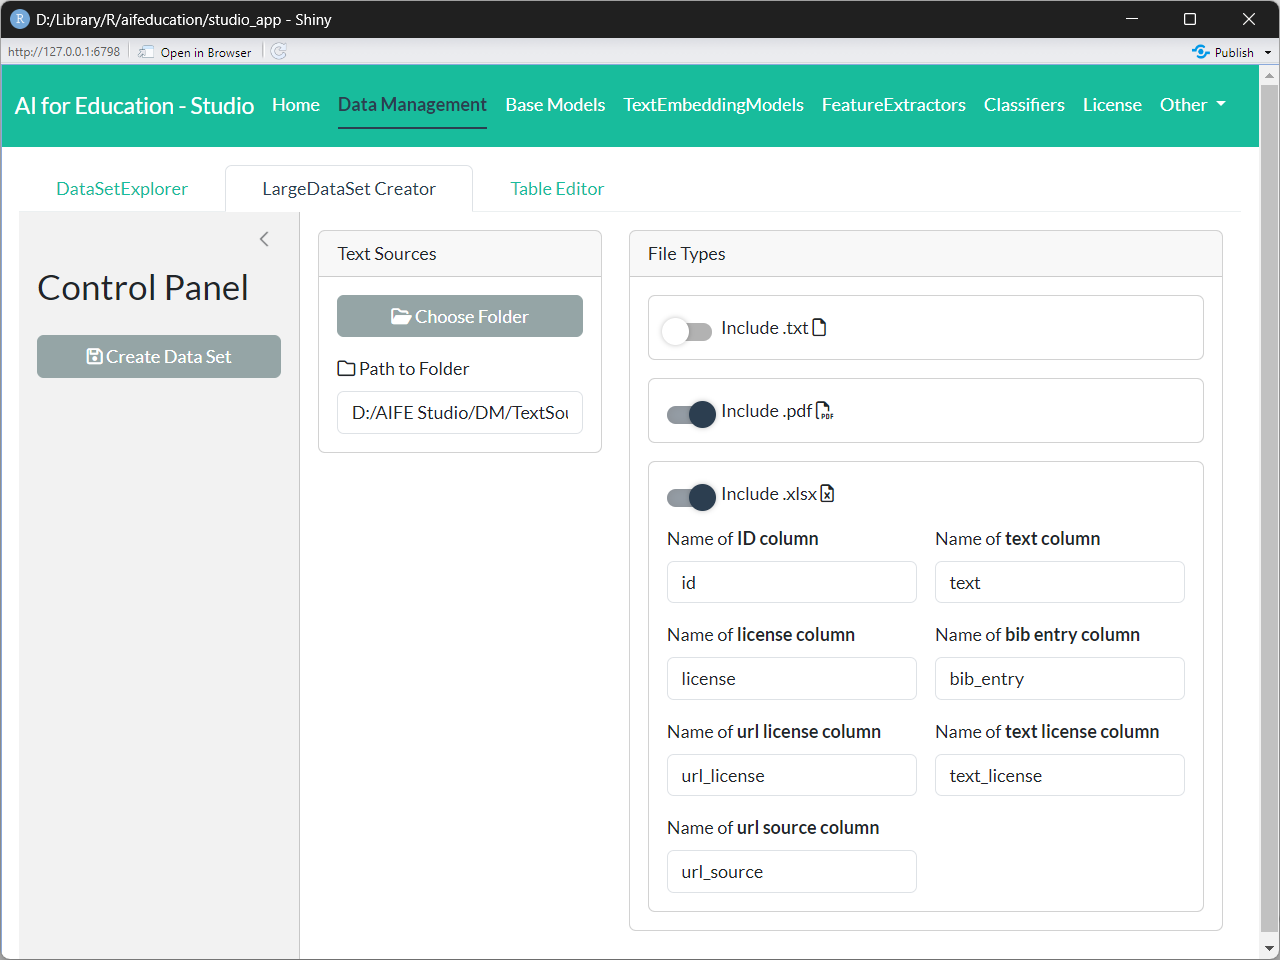 D:/Library/R/aifeducation/studio_app - Shiny
http://127.0.0.1:6798 Open in Browser Publish
AI for Education - Studio Home Data Management Base Models TextEmbeddingModels FeatureExtractors Classifiers License Other
DataSetExplorer LargeDataSet Creator Table Editor
Control Panel
Create Data Set
Text Sources
Choose Folder
Path to Folder
D:/AIFE Studio/DM/TextSou
File Types
Include .txt
Include .pdf
Include .xlsx
Name of ID column Name of text column
id text
Name of license column Name of bib entry column
license bib_entry
Name of url license column Name of text license column
url_license text_license
Name of url source column
url_source